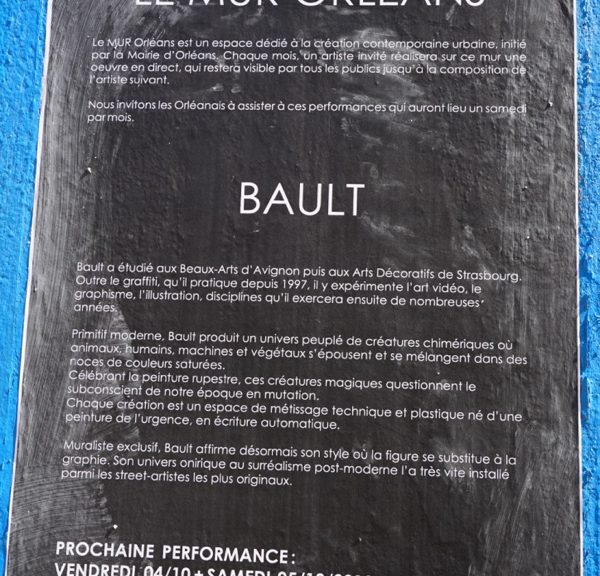 LE MUR ORLÉANS
Le MUR Orléans est un espace dédié à la création contemporaine urbaine, initié
par la Mairie d'Orléans. Chaque mois, un artiste invité réalisera sur ce mur une
oeuvre en direct, qui restera visible par tous les publics jusqu'à la composition de
l'artiste suivant.
Nous invitons les Orléanais à assister à ces performances qui auront lieu un samedi
par mois.
BAULT
Bault a étudié aux Beaux-Arts d'Avignon puis aux Arts Décoratifs de Strasbourg.
Outre le graffiti, qu'il pratique depuis 1997, il y expérimente l'art vidéo, le
graphisme, l'illustration, disciplines qu'il exercera ensuite de nombreuses
années.
Primitif moderne, Bault produit un univers peuplé de créatures chimériques où
animaux, humains, machines et végétaux s'épousent et se mélangent dans des
noces de couleurs saturées.
Célébrant la peinture rupestre, ces créatures magiques questionnent le
subconscient de notre époque en mutation.
Chaque création est un espace de métissage technique et plastique né d'une
peinture de l'urgence, en écriture automatique.
Muraliste exclusif, Bault affirme désormais son style où la figure se substitue à la
graphie. Son univers onirique au surréalisme post-moderne l'a très vite installé
parmi les street-artistes les plus originaux.
PROCHAINE PERFORMANCE :
VENDREDI 04/10 + SAMEDI 05/10